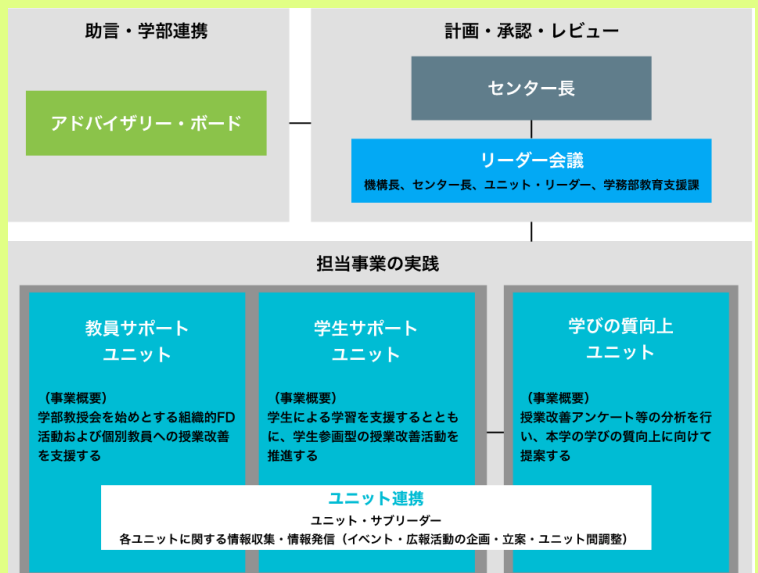 助言・学部連携
アドバイザリー・ボード
計画・承認・レビュー
センター長
リーダー会議
機構長、センター長、ユニット・リーダー、学務部教育支援課
担当事業の実践
教員サポート
ユニット
（事業概要）
学部教授会を始めとする組織的FD
活動および個別教員への授業改善
を支援する
学生サポート
ユニット
（事業概要）
学生による学習を支援するととも
に、学生参画型の授業改善活動を
推進する
学びの質向上
ユニット
（事業概要）
授業改善アンケート等の分析を行
い、本学の学びの質向上に向けて
提案する
ユニット連携
ユニット・サブリーダー
各ユニットに関する情報収集・情報発信（イベント・広報活動の企画・立案・ユニット間調整）